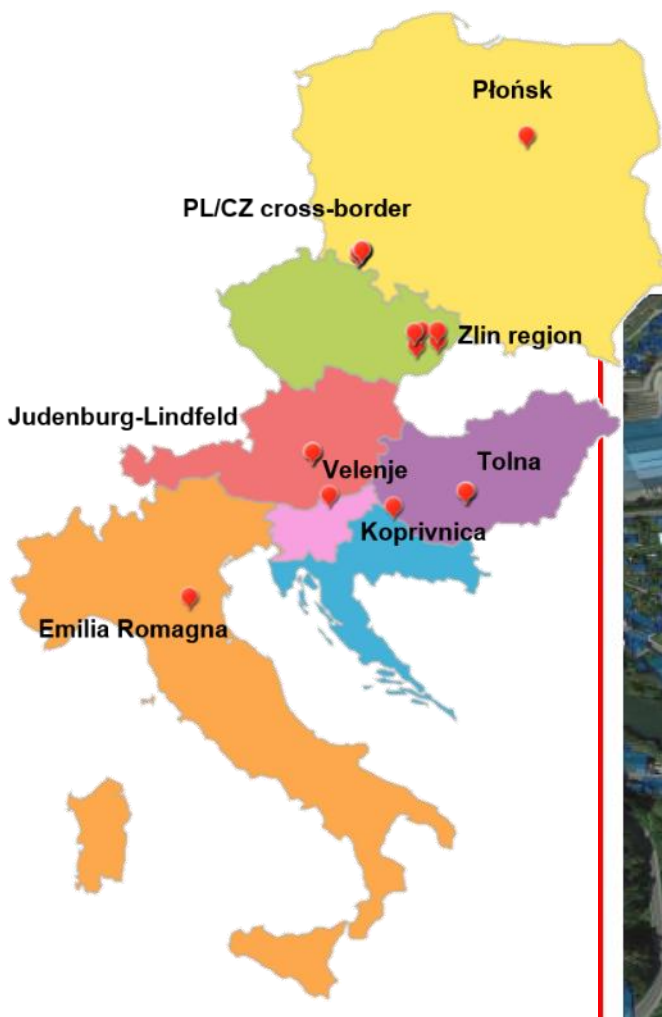 Płońsk
PL/CZ cross-border
Zlin region
Judenburg-Lindfeld
Velenje
Tolna
Koprivnica
Emilia Romagna